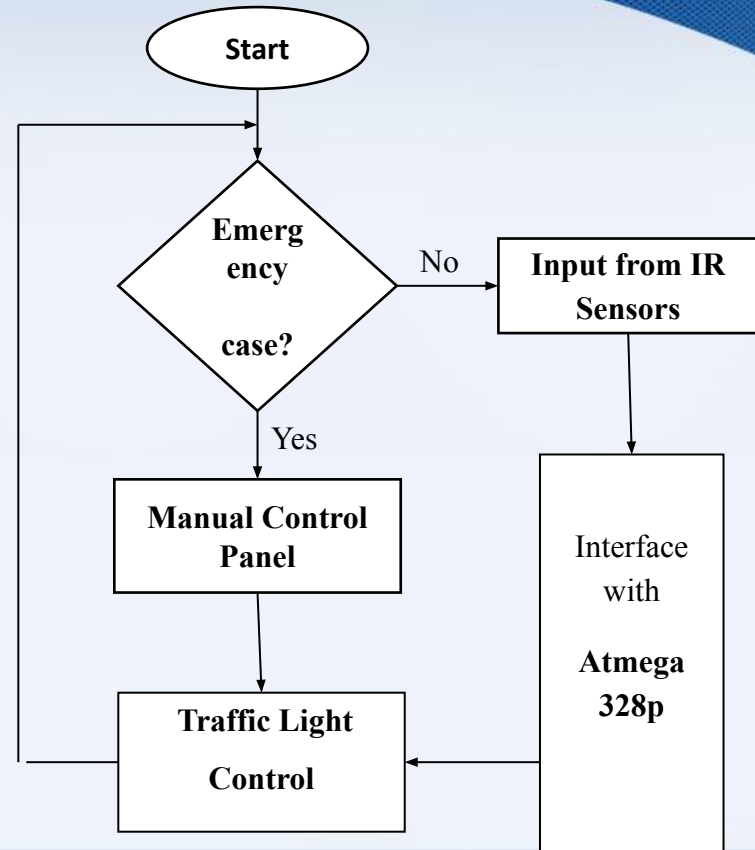 Start
Emerg
ency
case?
No
Input from IR
Sensors
Yes
Manual Control
Panel
Interface
with
Atmega
328p
Traffic Light
Control